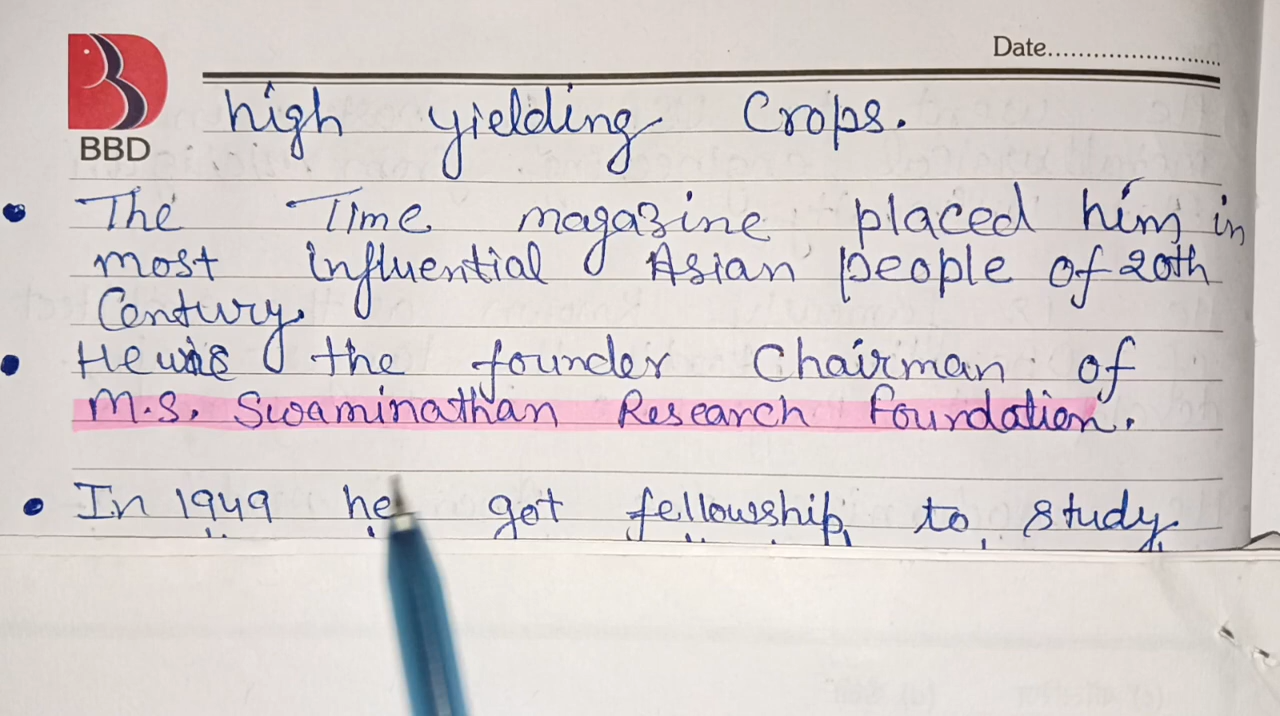 Date..........................
BBD
high yielding Crops.
• The Time magazine placed him in
most influential Asian people of 20th
Century.
• He was the founder Chairman of
M.S. Swaminathan Research Foundation.
• In 1949 he got fellowship to study